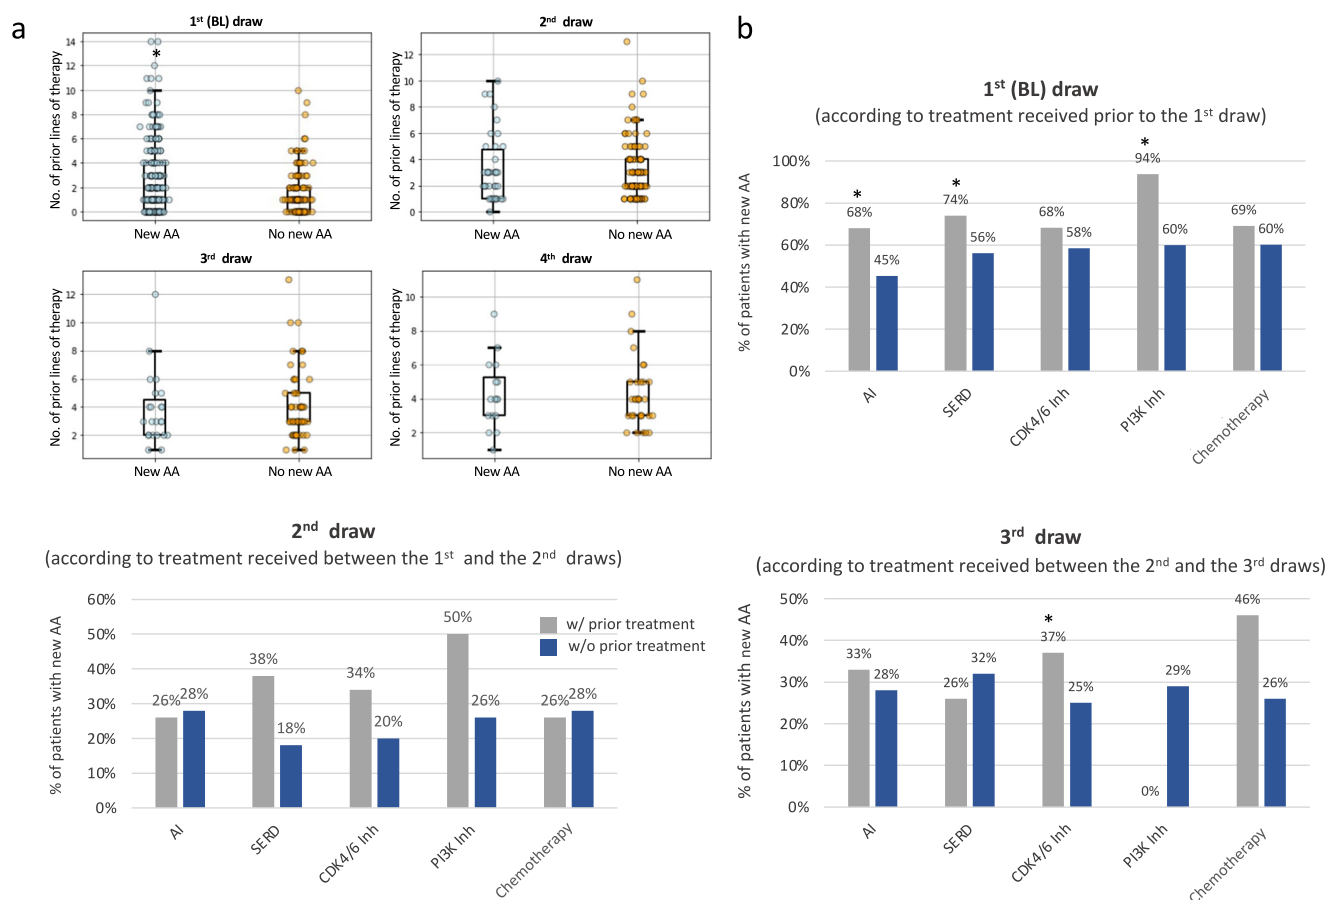 a
1st (BL) draw
No. of prior lines of therapy
14
12
10
8
6
4
2
0
*
New AA
No new AA
2nd draw
No. of prior lines of therapy
12
10
8
6
4
2
0
New AA
No new AA
3rd draw
No. of prior lines of therapy
12
10
8
6
4
2
New AA
No new AA
4th draw
No. of prior lines of therapy
10
8
6
4
2
New AA
No new AA
b
1st (BL) draw
(according to treatment received prior to the 1st draw)
% of patients with new AA
100%
80%
60%
40%
20%
0%
* * *
68% 45% 74% 56% 68% 58% 94% 60% 69% 60%
AI SERD CDK4/6 Inh PI3K Inh Chemotherapy
2nd draw
(according to treatment received between the 1st and the 2nd draws)
% of patients with new AA
60%
50%
40%
30%
20%
10%
0%
26% 28% 38% 18% 34% 20% 50% 26% 26% 28%
w/ prior treatment
w/o prior treatment
AI SERD CDK4/6 Inh PI3K Inh Chemotherapy
3rd draw
(according to treatment received between the 2nd and the 3rd draws)
% of patients with new AA
50%
40%
30%
20%
10%
0%
*
33% 28% 26% 32% 37% 25% 0% 29% 46% 26%
AI SERD CDK4/6 Inh PI3K Inh Chemotherapy